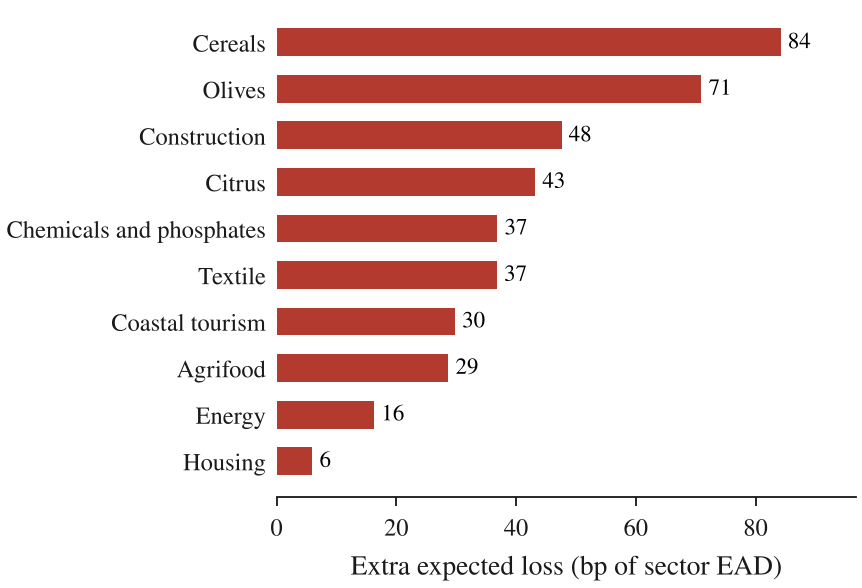 Cereals 84
Olives 71
Construction 48
Citrus 43
Chemicals and phosphates 37
Textile 37
Coastal tourism 30
Agrifood 29
Energy 16
Housing 6
0 20 40 60 80
Extra expected loss (bp of sector EAD)